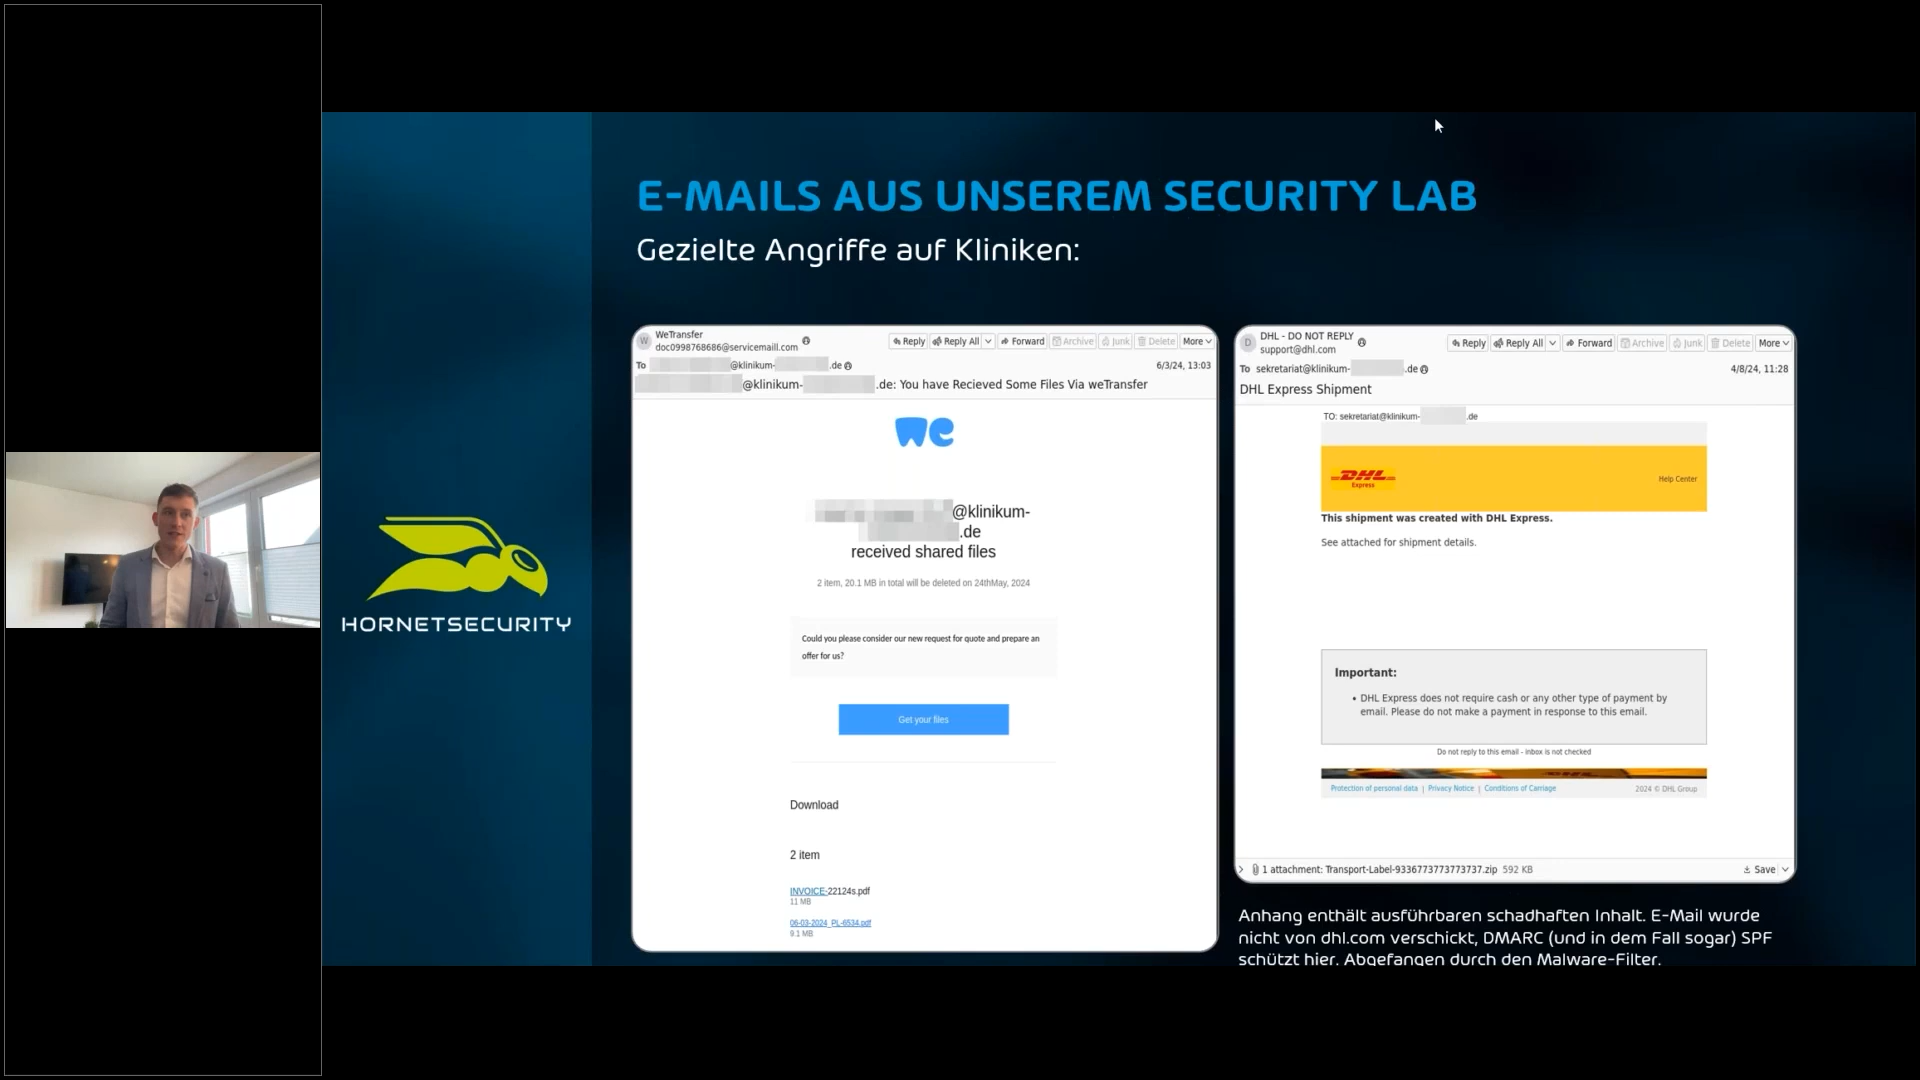 E-MAILS AUS UNSEREM SECURITY LAB
Gezielte Angriffe auf Kliniken:
HORNETSECURITY
W
WeTransfer
doc0998768686@servicemaill.com
Reply
Reply All
Forward
Archive
Junk
Delete
More
To @klinikum- .de
6/3/24, 13:03
@klinikum- .de: You have Recieved Some Files Via weTransfer
we
@klinikum-
.de
received shared files
2 item, 20.1 MB in total will be deleted on 24thMay, 2024
Could you please consider our new request for quote and prepare an
offer for us?
Get your files
Download
2 item
INVOICE-22124s.pdf
11 MB
06-03-2024_PL-6534.pdf
9.1 MB
D
DHL - DO NOT REPLY
support@dhl.com
Reply
Reply All
Forward
Archive
Junk
Delete
More
To sekretariat@klinikum- .de
4/8/24, 11:28
DHL Express Shipment
TO: sekretariat@klinikum- .de
DHL
Express
Help Center
This shipment was created with DHL Express.
See attached for shipment details.
Important:
• DHL Express does not require cash or any other type of payment by
email. Please do not make a payment in response to this email.
Do not reply to this email - inbox is not checked
Protection of personal data | Privacy Notice | Conditions of Carriage
2024 © DHL Group
1 attachment: Transport-Label-9336773773773737.zip 592 KB
Save
Anhang enthält ausführbaren schadhaften Inhalt. E-Mail wurde
nicht von dhl.com verschickt, DMARC (und in dem Fall sogar) SPF
schützt hier. Abgefangen durch den Malware-Filter.